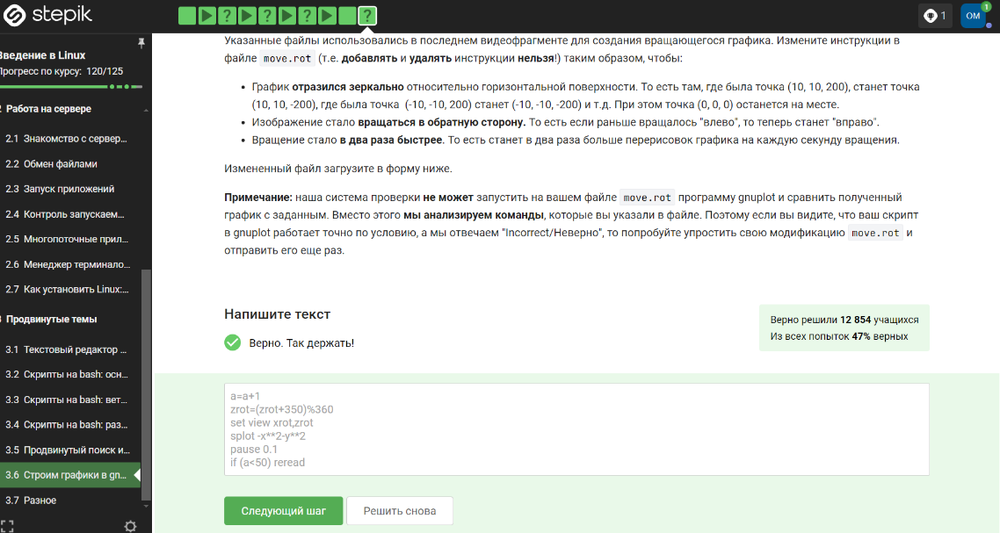 stepik
1
ОМ
1
Введение в Linux
Прогресс по курсу: 120/125
Работа на сервере
2.1 Знакомство с сервер...
2.2 Обмен файлами
2.3 Запуск приложений
2.4 Контроль запускаем...
2.5 Многопоточные прил...
2.6 Менеджер терминало...
2.7 Как установить Linux:...
Продвинутые темы
3.1 Текстовый редактор ...
3.2 Скрипты на bash: осн...
3.3 Скрипты на bash: вет...
3.4 Скрипты на bash: раз...
3.5 Продвинутый поиск и...
3.6 Строим графики в gn...
3.7 Разное
Указанные файлы использовались в последнем видеофрагменте для создания вращающегося графика. Измените инструкции в
файле move.rot (т.е. добавлять и удалять инструкции нельзя!) таким образом, чтобы:
• График отразился зеркально относительно горизонтальной поверхности. То есть там, где была точка (10, 10, 200), станет точка
(10, 10, -200), где была точка (-10, -10, 200) станет (-10, -10, -200) и т.д. При этом точка (0, 0, 0) останется на месте.
• Изображение стало вращаться в обратную сторону. То есть если раньше вращалось "влево", то теперь станет "вправо".
• Вращение стало в два раза быстрее. То есть станет в два раза больше перерисовок графика на каждую секунду вращения.
Измененный файл загрузите в форму ниже.
Примечание: наша система проверки не может запустить на вашем файле move.rot программу gnuplot и сравнить полученный
график с заданным. Вместо этого мы анализируем команды, которые вы указали в файле. Поэтому если вы видите, что ваш скрипт
в gnuplot работает точно по условию, а мы отвечаем "Incorrect/Неверно", то попробуйте упростить свою модификацию move.rot и
отправить его еще раз.
Напишите текст
Верно. Так держать!
Верно решили 12 854 учащихся
Из всех попыток 47% верных
a=a+1
zrot=(zrot+350)%360
set view xrot,zrot
splot -x**2-y**2
pause 0.1
if (a<50) reread
Следующий шаг
Решить снова